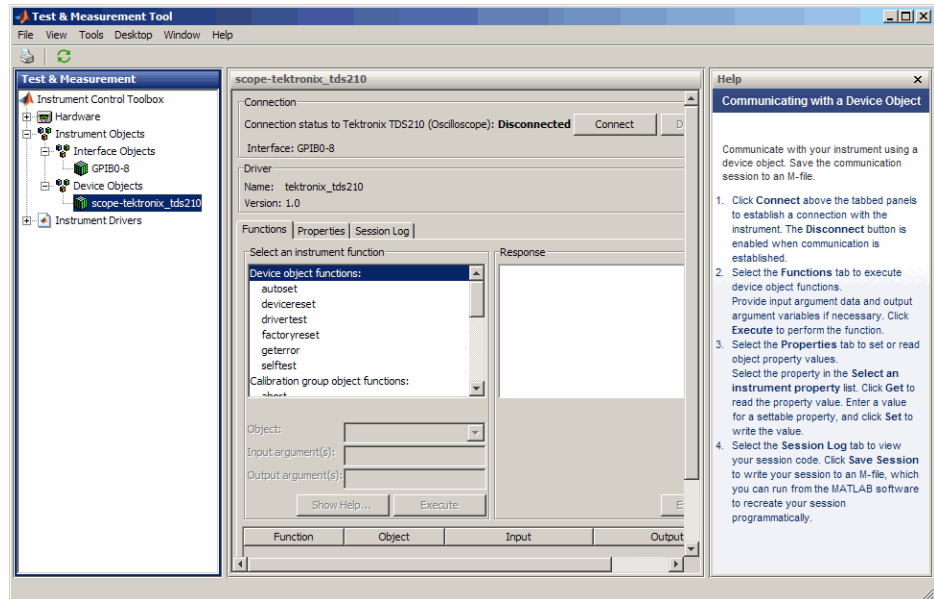 Test & Measurement Tool
File View Tools Desktop Window Help
Test & Measurement
Instrument Control Toolbox
Hardware
Instrument Objects
Interface Objects
GPIB0-8
Device Objects
scope-tektronix_tds210
Instrument Drivers
scope-tektronix_tds210
Connection
Connection status to Tektronix TDS210 (Oscilloscope): Disconnected Connect D
Interface: GPIB0-8
Driver
Name: tektronix_tds210
Version: 1.0
Functions Properties Session Log
Select an instrument function
Device object functions:
autoset
devicereset
drivertest
factoryreset
geterror
selftest
Calibration group object functions:
abort
Object:
Input argument(s):
Output argument(s):
Show Help... Execute
Response
E
Function Object Input Output
Help
Communicating with a Device Object
Communicate with your instrument using a
device object. Save the communication
session to an M-file.
1. Click Connect above the tabbed panels
to establish a connection with the
instrument. The Disconnect button is
enabled when communication is
established.
2. Select the Functions tab to execute
device object functions.
Provide input argument data and output
argument variables if necessary. Click
Execute to perform the function.
3. Select the Properties tab to set or read
object property values.
Select the property in the Select an
instrument property list. Click Get to
read the property value. Enter a value
for a settable property, and click Set to
write the value.
4. Select the Session Log tab to view
your session code. Click Save Session
to write your session to an M-file, which
you can run from the MATLAB software
to recreate your session
programmatically.